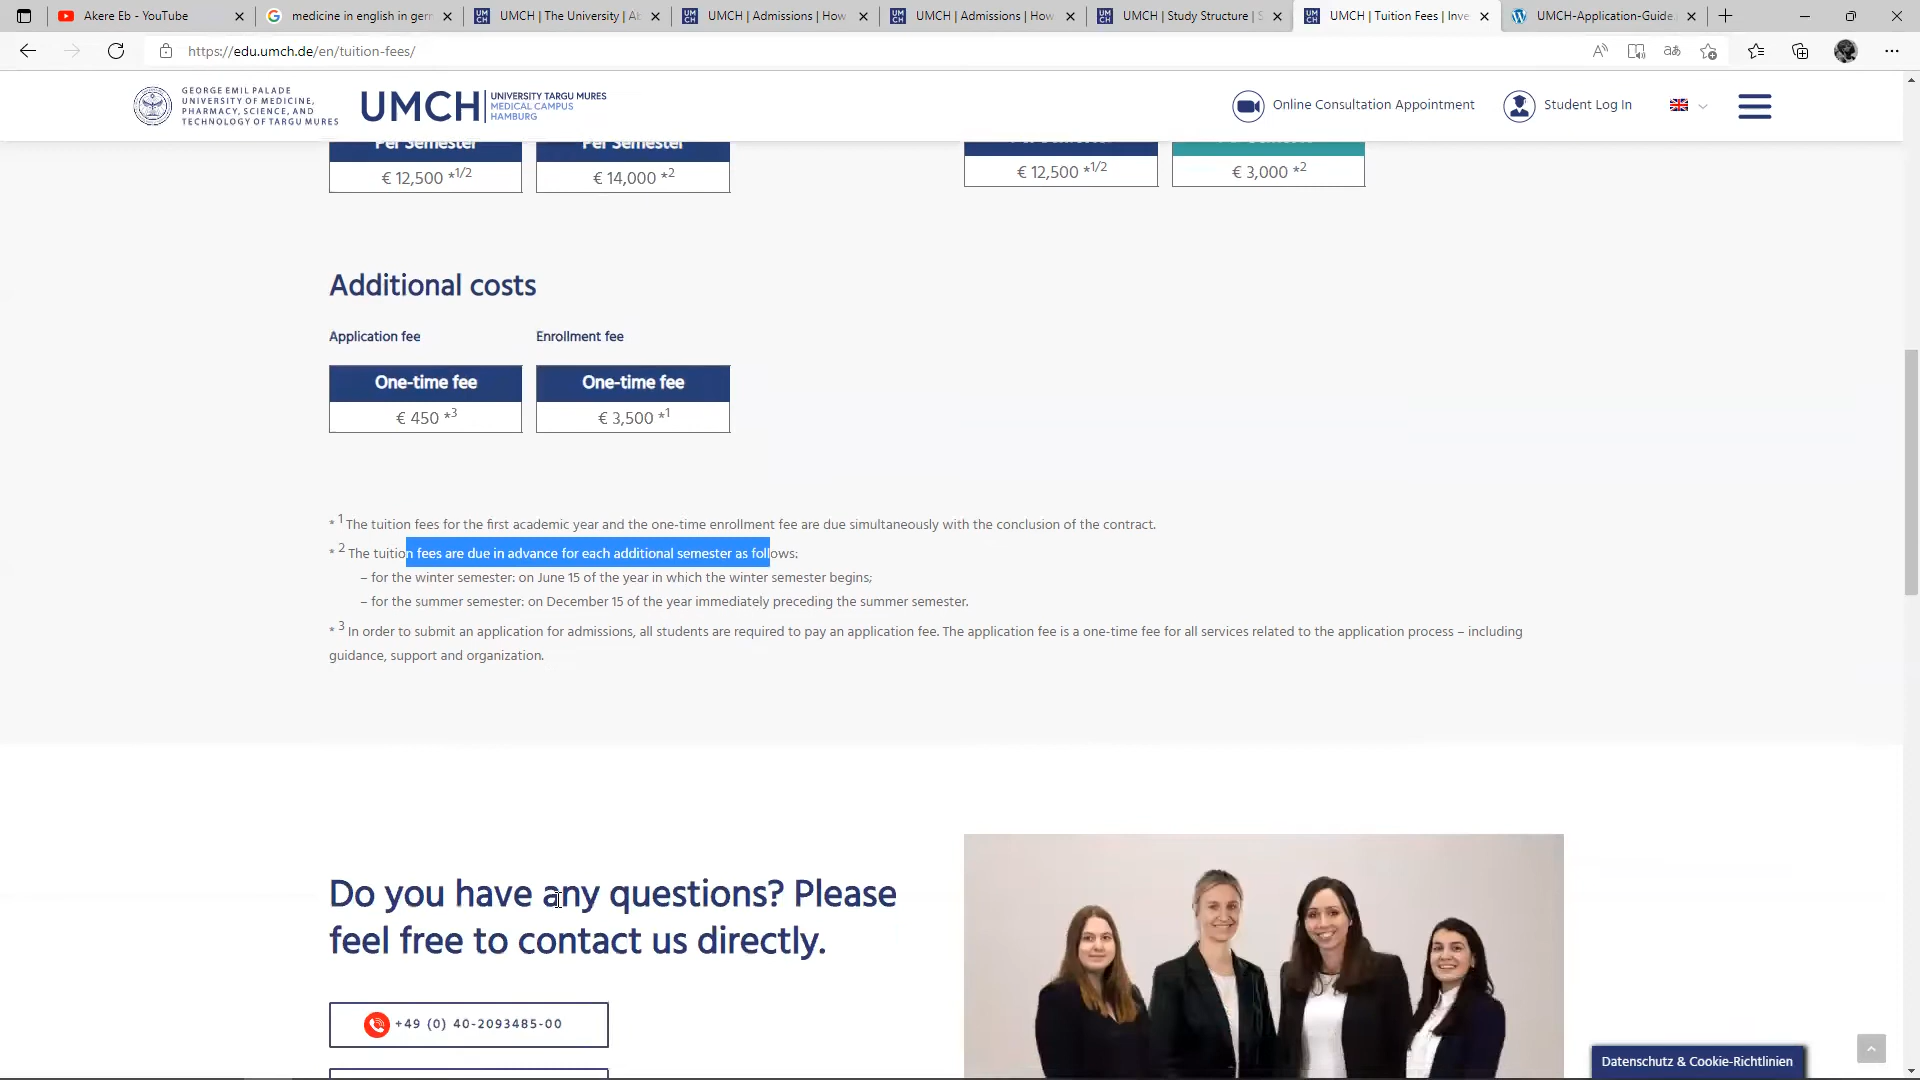 Akere Eb - YouTube
medicine in english in ger
UMCH | The University | A
UMCH | Admissions | How
UMCH | Admissions | How
UMCH | Study Structure | S
UMCH | Tuition Fees | Inve
UMCH-Application-Guide.
https://edu.umch.de/en/tuition-fees/
GEORGE EMIL PALADE
UNIVERSITY OF MEDICINE,
PHARMACY, SCIENCE, AND
TECHNOLOGY OF TARGU MURES
UMCH
UNIVERSITY TARGU MURES
MEDICAL CAMPUS
HAMBURG
Online Consultation Appointment
Student Log In
Per Semester
Per Semester
€ 12,500 *1/2
€ 14,000 *2
€ 12,500 *1/2
€ 3,000 *2
Additional costs
Application fee
Enrollment fee
One-time fee
One-time fee
€ 450 *3
€ 3,500 *1
* 1 The tuition fees for the first academic year and the one-time enrollment fee are due simultaneously with the conclusion of the contract.
* 2 The tuition fees are due in advance for each additional semester as follows:
– for the winter semester: on June 15 of the year in which the winter semester begins;
– for the summer semester: on December 15 of the year immediately preceding the summer semester.
* 3 In order to submit an application for admissions, all students are required to pay an application fee. The application fee is a one-time fee for all services related to the application process – including
guidance, support and organization.
Do you have any questions? Please
feel free to contact us directly.
+49 (0) 40-2093485-00
Datenschutz & Cookie-Richtlinien